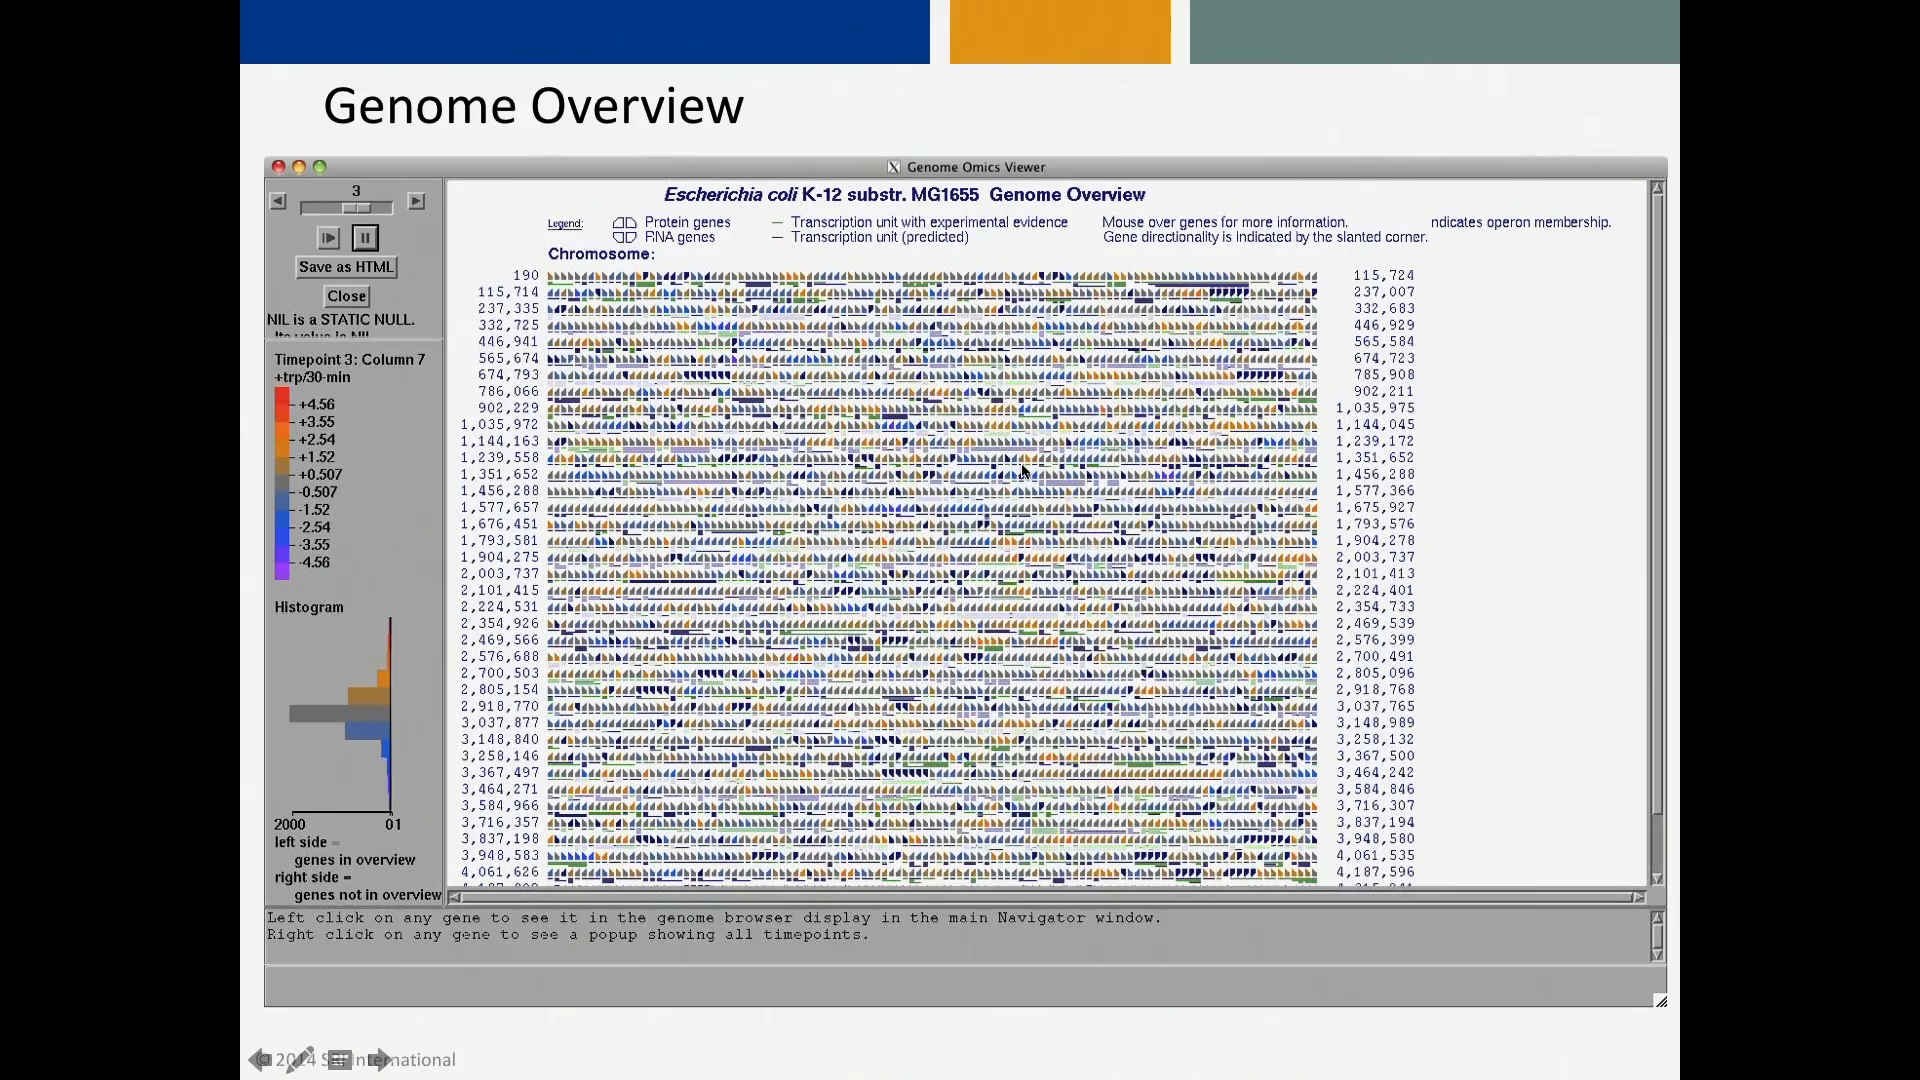 Genome Overview
Genome Omics Viewer
3
Save as HTML
Close
NIL is a STATIC NULL.
Timepoint 3: Column 7
+trp/30-min
+4.56
+3.55
+2.54
+1.52
+0.507
-0.507
-1.52
-2.54
-3.55
-4.56
Histogram
2000 0 1
left side =
genes in overview
right side =
genes not in overview
Escherichia coli K-12 substr. MG1655 Genome Overview
Legend: Protein genes — Transcription unit with experimental evidence Mouse over genes for more information. ndicates operon membership.
RNA genes — Transcription unit (predicted) Gene directionality is indicated by the slanted corner.
Chromosome:
190 115,724
115,714 237,007
237,335 332,683
332,725 446,929
446,941 565,584
565,674 674,723
674,793 785,908
786,066 902,211
902,229 1,035,975
1,035,972 1,144,045
1,144,163 1,239,172
1,239,558 1,351,652
1,351,652 1,456,288
1,456,288 1,577,366
1,577,657 1,675,927
1,676,451 1,793,576
1,793,581 1,904,278
1,904,275 2,003,737
2,003,737 2,101,413
2,101,415 2,224,401
2,224,531 2,354,733
2,354,926 2,469,539
2,469,566 2,576,399
2,576,688 2,700,491
2,700,503 2,805,096
2,805,154 2,918,768
2,918,770 3,037,765
3,037,877 3,148,989
3,148,840 3,258,132
3,258,146 3,367,500
3,367,497 3,464,242
3,464,271 3,584,846
3,584,966 3,716,307
3,716,357 3,837,194
3,837,198 3,948,580
3,948,583 4,061,535
4,061,626 4,187,596
Left click on any gene to see it in the genome browser display in the main Navigator window.
Right click on any gene to see a popup showing all timepoints.
© 2014 SRI International